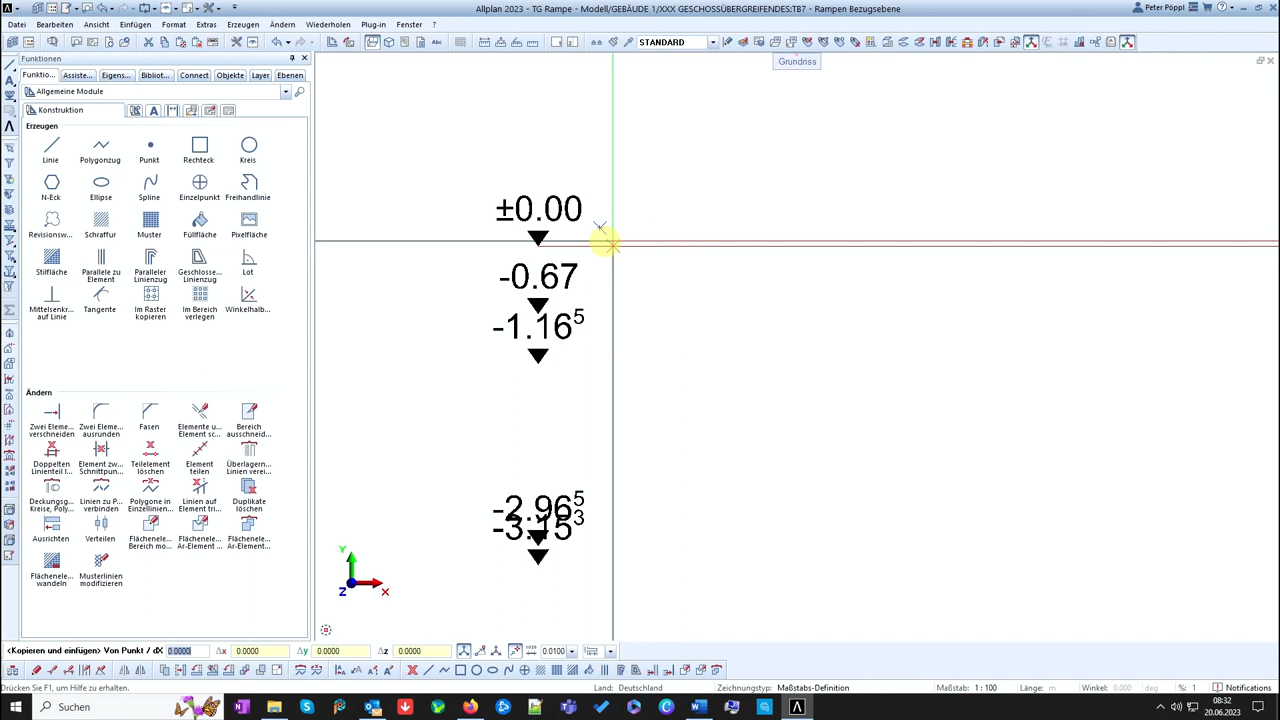 Allplan 2023 - TG Rampe - Modell/GEBÄUDE 1/XXX GESCHOSSÜBERGREIFENDES:TB7 - Rampen Bezugsebene
Peter Pöppl
Datei Bearbeiten Ansicht Einfügen Format Extras Erzeugen Ändern Wiederholen Plug-in Fenster
Abc STANDARD
Funktionen
Grundriss
Funktio... Assiste... Eigens... Bibliot... Connect Objekte Layer Ebenen
Allgemeine Module
Konstruktion
Erzeugen
Linie Polygonzug Punkt Rechteck Kreis
N-Eck Ellipse Spline Einzelpunkt Freihandlinie
Revisionsw... Schraffur Muster Füllfläche Pixelfläche
Stilfläche Parallele zu Element Paralleler Linienzug Geschlosse... Linienzug Lot
Mittelsenkr... auf Linie Tangente Im Raster kopieren Im Bereich verlegen Winkelhalb...
Ändern
Zwei Eleme... verschneiden Zwei Eleme... ausrunden Fasen Elemente u... Element sc... Bereich ausschneid...
Doppelten Linienteil l... Element zw... Schnittpun... Teilelement löschen Element teilen Überlagern... Linien verei...
Deckungsg... Kreise, Poly... Linien zu P... verbinden Polygone in Einzellinien... Linien auf Element tri... Duplikate löschen
Ausrichten Verteilen Flächenele... Bereich mo... Flächenele... Ar-Element... Flächenele... Ar-Element...
Flächenele... wandeln Musterlinien modifizieren
±0.00
-0.67
-1.16⁵
-2.96⁵
-3.15³
Y
Z X
<Kopieren und einfügen> Von Punkt / dX 0.0000 Δx 0.0000 Δy 0.0000 Δz 0.0000 0.0100
Drücken Sie F1, um Hilfe zu erhalten. Land: Deutschland Zeichnungstyp: Maßstabs-Definition Maßstab: 1 : 100 Länge: m Winkel: 0.000 deg %: 1 Notifications
Suchen
08:32
20.06.2023